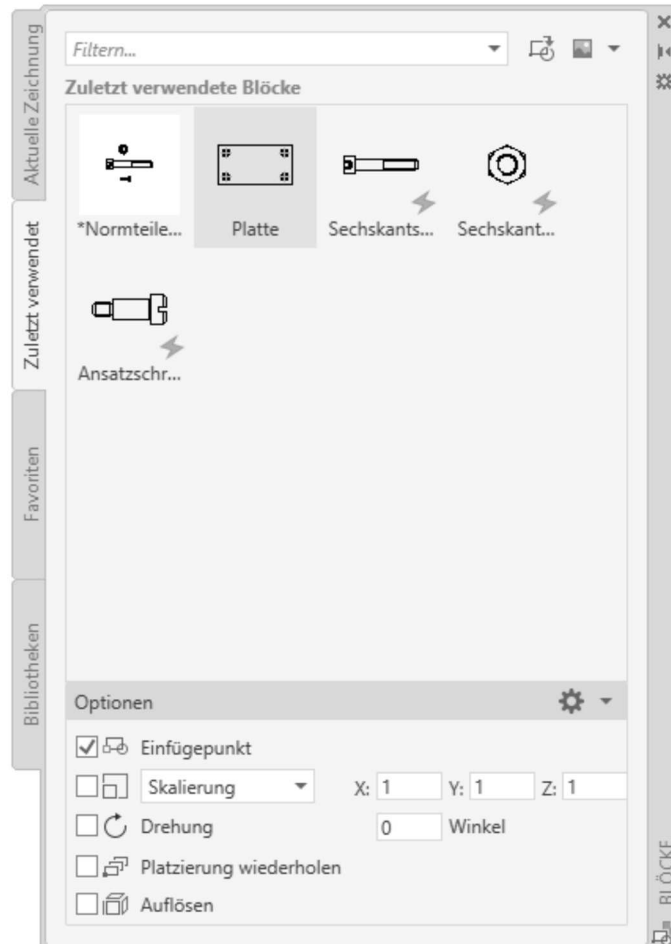 Aktuelle Zeichnung
Zuletzt verwendet
Favoriten
Bibliotheken
Filtern...
Zuletzt verwendete Blöcke
*Normteile...
Platte
Sechskants...
Sechskant...
Ansatzschr...
Optionen
Einfügepunkt
Skalierung X: 1 Y: 1 Z: 1
Drehung 0 Winkel
Platzierung wiederholen
Auflösen
BLÖCKE